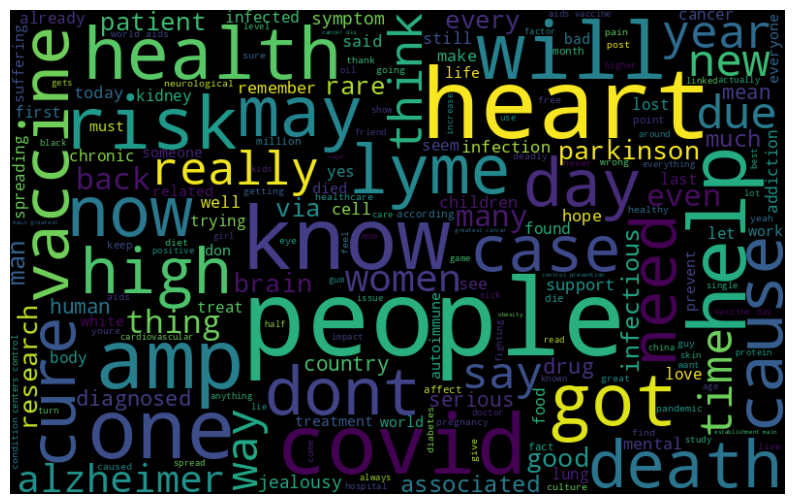 already
patient
infected
symptom
every
aids vaccine
cancer
year
health
will
said
still
world aids
level
cancer dia
factor
pain
post
make
bad
month
everyone
suffering
vaccine
gets
neurological
sure
oil
thank
going
life
higher
linked
actually
new
today
kidney
remember
rare
think
heart
lost
mean
due
first
risk
may
million
show
friend
increase
use
free
point
around
must
black
seem
infection
deadly
wrong
everything
much
best
chronic
someone
yes
parkinson
spreading
really
kids
lyme
day
last
lot
addiction
back
related
died
healthcare
children
even
getting
care
according
many
hope
healthy
yeah
main greatest
well
via
cell
found
let
work
man
now
trying
know
case
help
girl
keep
diet
don
eye
feel
game
support
prevent
single
positive
high
brain
women
see
gum
issue
sick
die
control prevention
infectious
need
cause
human
aids
treat
thing
half
read
obesity
research
white
youre
impact
fighting
cardiovascular
body
country
autoimmune
china
guy
skin
want
protein
vaccine day
time
cure
amp
people
drug
love
age
turn
anything
affect
known
great
pandemic
condition
centers control
diagnosed
one
lie
dont
say
serious
got
way
treatment
world
diabetes
pregnancy
doctor
food
fact
find
mental
study
establishment main
live
caused
spread
come
covid
give
good
lung
death
alzheimer
jealousy
always
hospital
associated
culture